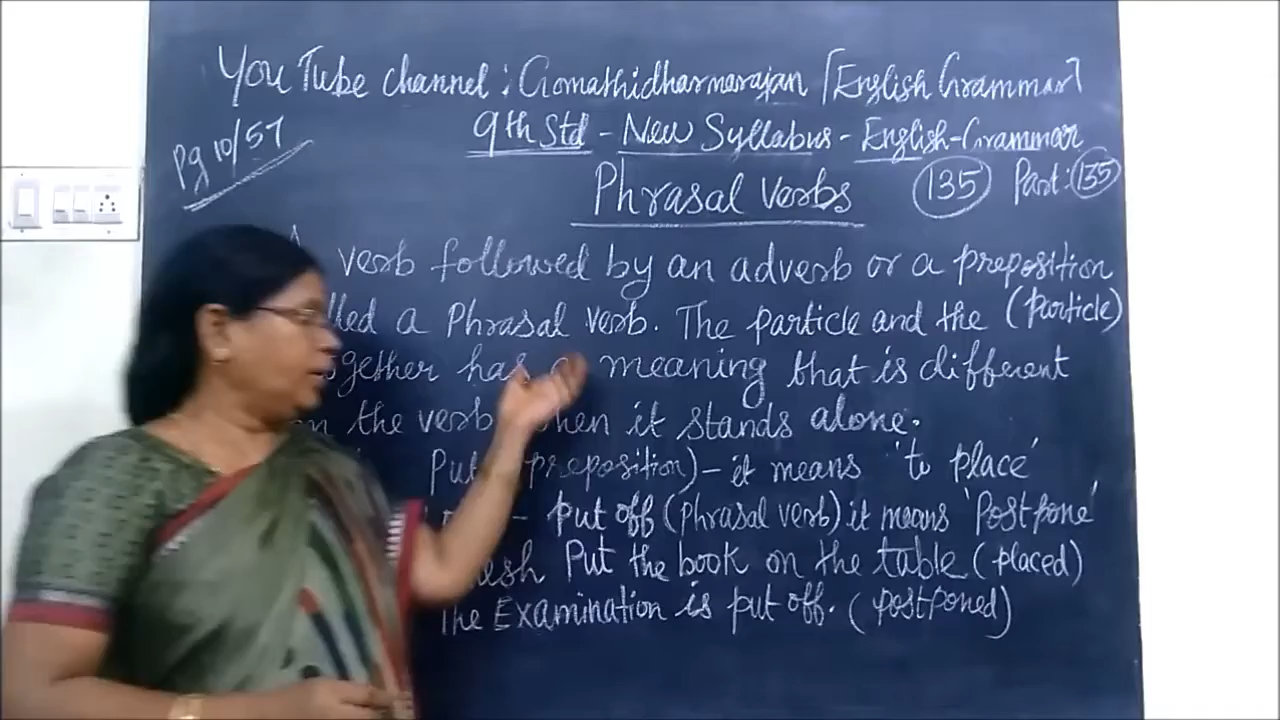 YouTube channel : Gomathidharmarajan [English Grammar]
Pg 10/57
9th Std - New Syllabus - English-Grammar
Phrasal verbs 135 Part: 135
A verb followed by an adverb or a preposition
a Phrasal verb. The particle and the (particle)
has a meaning that is different
the verb when it stands alone.
Put (preposition) - it means 'to place'
- put off (phrasal verb) it means 'Postpone'
Put the book on the table (placed)
The Examination is put off. (postponed)